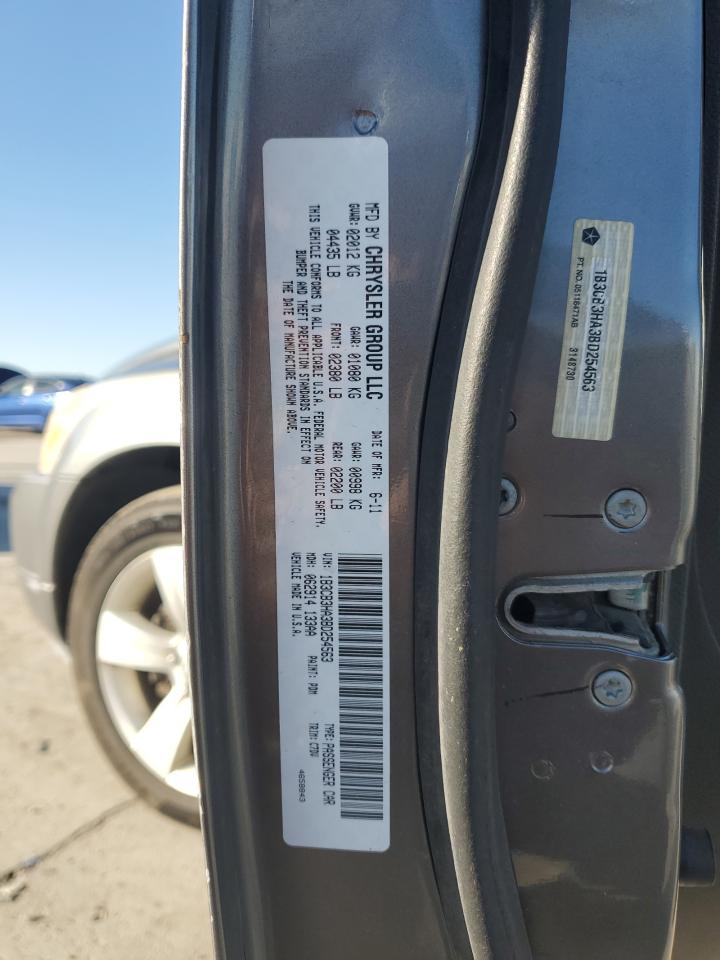 MFD BY CHRYSLER GROUP LLC DATE OF MFR: 6-11
GVWR: 02012 KG GAWR: 01080 KG GAWR: 00998 KG
04435 LB FRONT: 02380 LB REAR: 02200 LB
THIS VEHICLE CONFORMS TO ALL APPLICABLE U.S.A. FEDERAL MOTOR VEHICLE SAFETY,
BUMPER AND THEFT PREVENTION STANDARDS IN EFFECT ON
THE DATE OF MANUFACTURE SHOWN ABOVE.
VIN: 1B3CB3HA3BD254563 TYPE: PASSENGER CAR
MDH: 062914 133AA PAINT: PDM TRIM: C7DV
VEHICLE MADE IN U.S.A. 4658843
1B3CB3HA3BD254563
PT. NO. 05116471AB 3148730